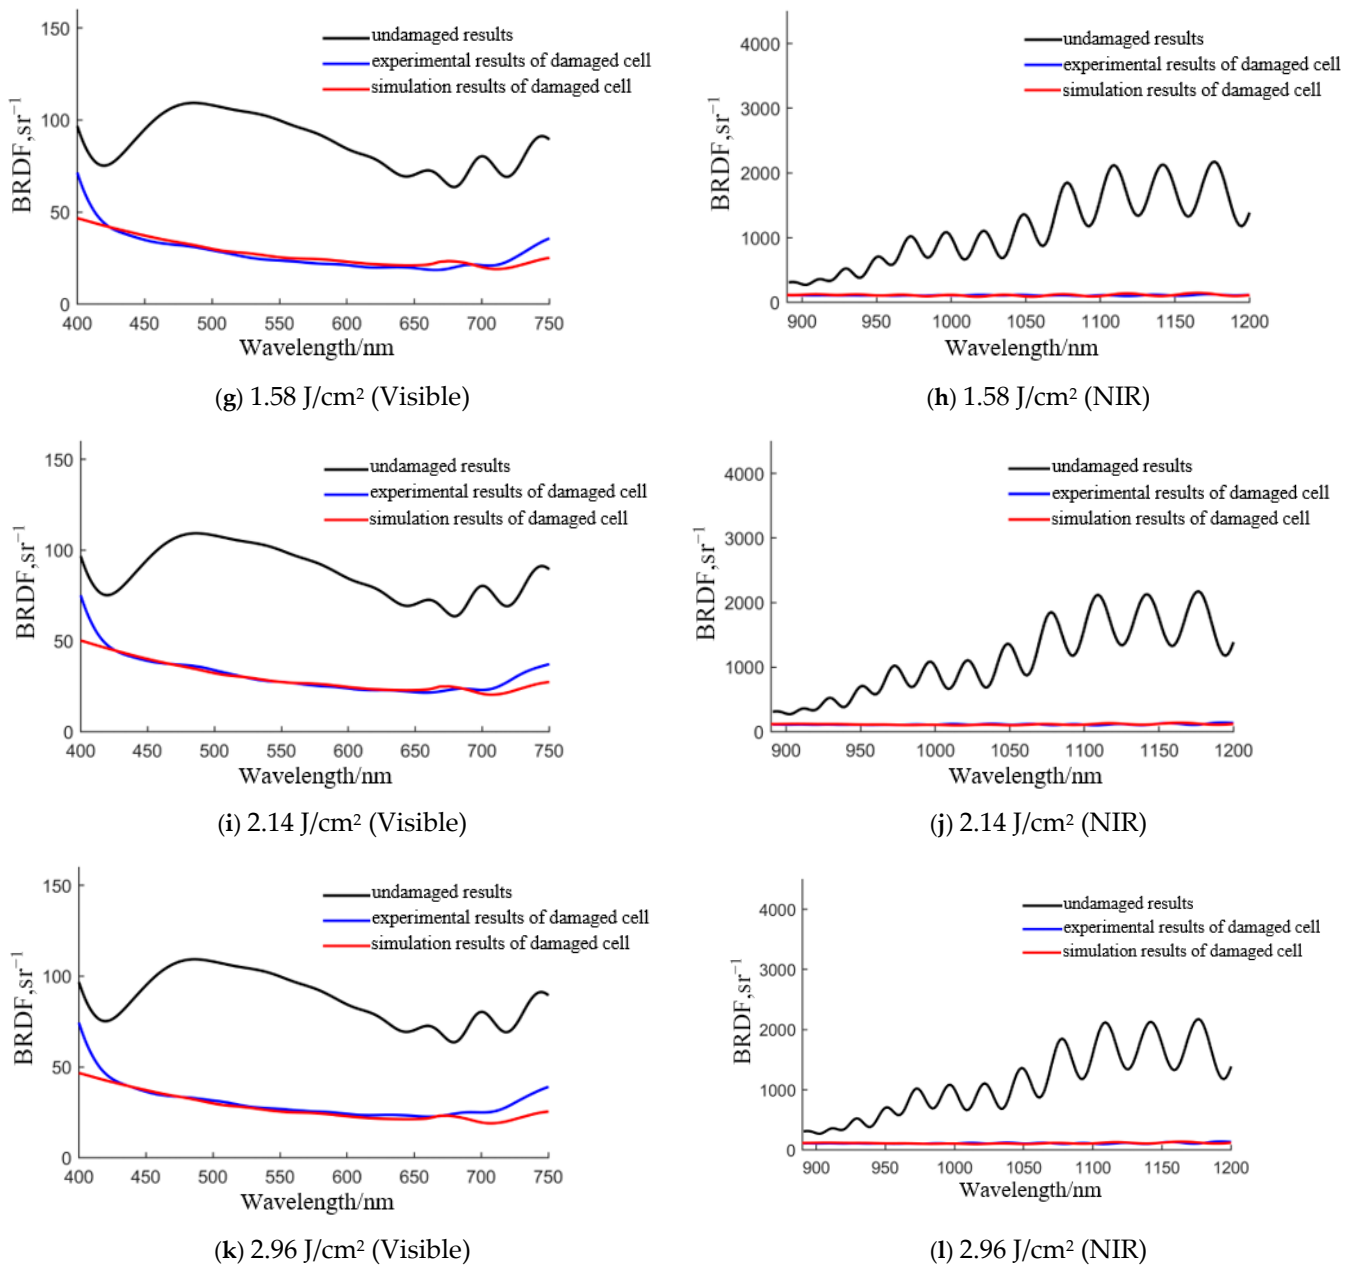 150
100
50
0
BRDF,sr⁻¹
undamaged results
experimental results of damaged cell
simulation results of damaged cell
400 450 500 550 600 650 700 750
Wavelength/nm
(g) 1.58 J/cm² (Visible)
4000
3000
2000
1000
0
BRDF,sr⁻¹
undamaged results
experimental results of damaged cell
simulation results of damaged cell
900 950 1000 1050 1100 1150 1200
Wavelength/nm
(h) 1.58 J/cm² (NIR)
150
100
50
0
BRDF,sr⁻¹
undamaged results
experimental results of damaged cell
simulation results of damaged cell
400 450 500 550 600 650 700 750
Wavelength/nm
(i) 2.14 J/cm² (Visible)
4000
3000
2000
1000
0
BRDF,sr⁻¹
undamaged results
experimental results of damaged cell
simulation results of damaged cell
900 950 1000 1050 1100 1150 1200
Wavelength/nm
(j) 2.14 J/cm² (NIR)
150
100
50
0
BRDF,sr⁻¹
undamaged results
experimental results of damaged cell
simulation results of damaged cell
400 450 500 550 600 650 700 750
Wavelength/nm
(k) 2.96 J/cm² (Visible)
4000
3000
2000
1000
0
BRDF,sr⁻¹
undamaged results
experimental results of damaged cell
simulation results of damaged cell
900 950 1000 1050 1100 1150 1200
Wavelength/nm
(l) 2.96 J/cm² (NIR)